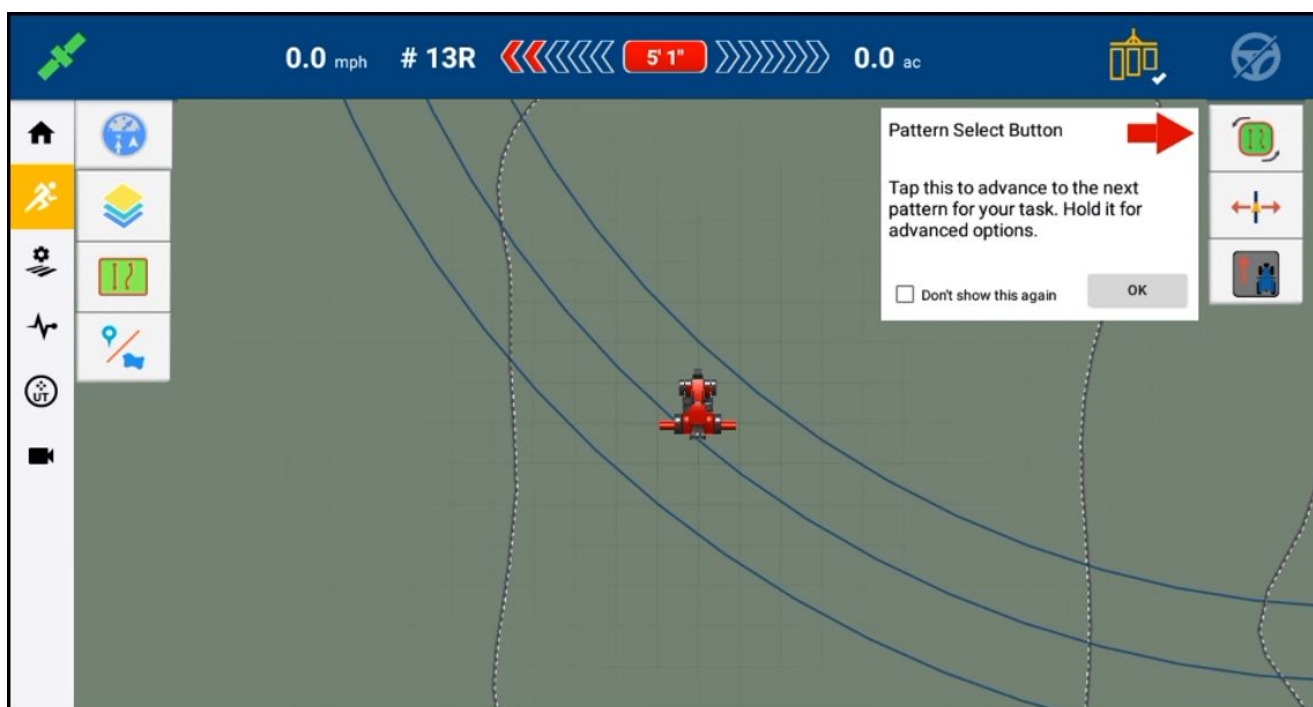 0.0 mph # 13R 5' 1" 0.0 ac
Pattern Select Button
Tap this to advance to the next
pattern for your task. Hold it for
advanced options.
Don't show this again
OK
UT